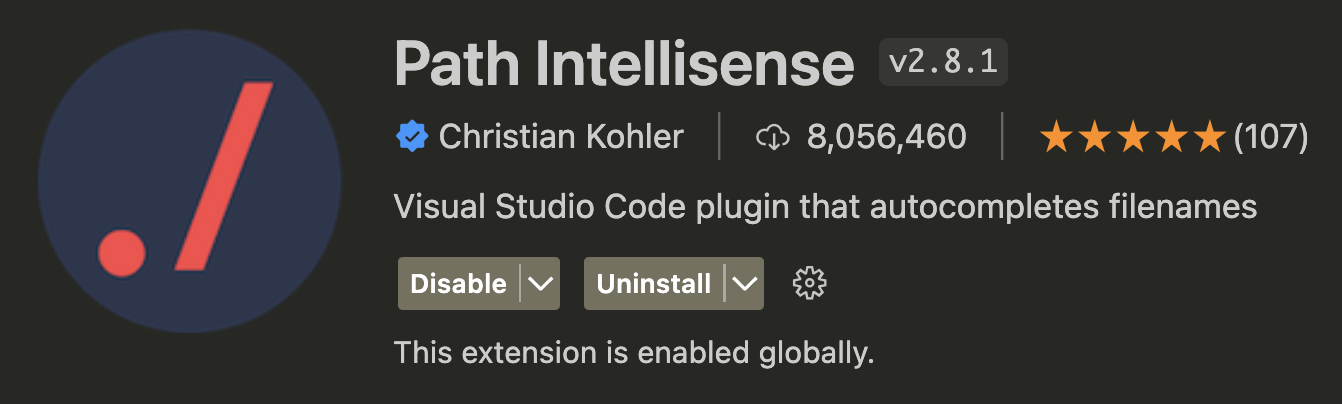 Path Intellisense v2.8.1
Christian Kohler 8,056,460 (107)
Visual Studio Code plugin that autocompletes filenames
Disable Uninstall
This extension is enabled globally.
./